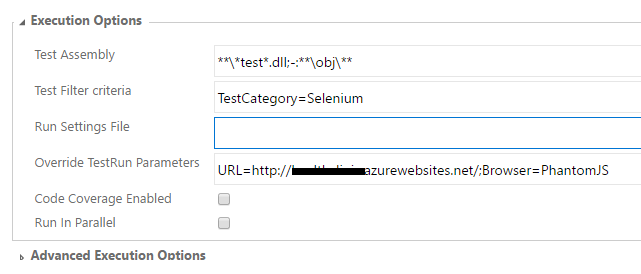 Execution Options
Test Assembly
**\*test*.dll;-:**\obj\**
Test Filter criteria
TestCategory=Selenium
Run Settings File
Override TestRun Parameters
URL=http:// azurewebsites.net/;Browser=PhantomJS
Code Coverage Enabled
Run In Parallel
Advanced Execution Options